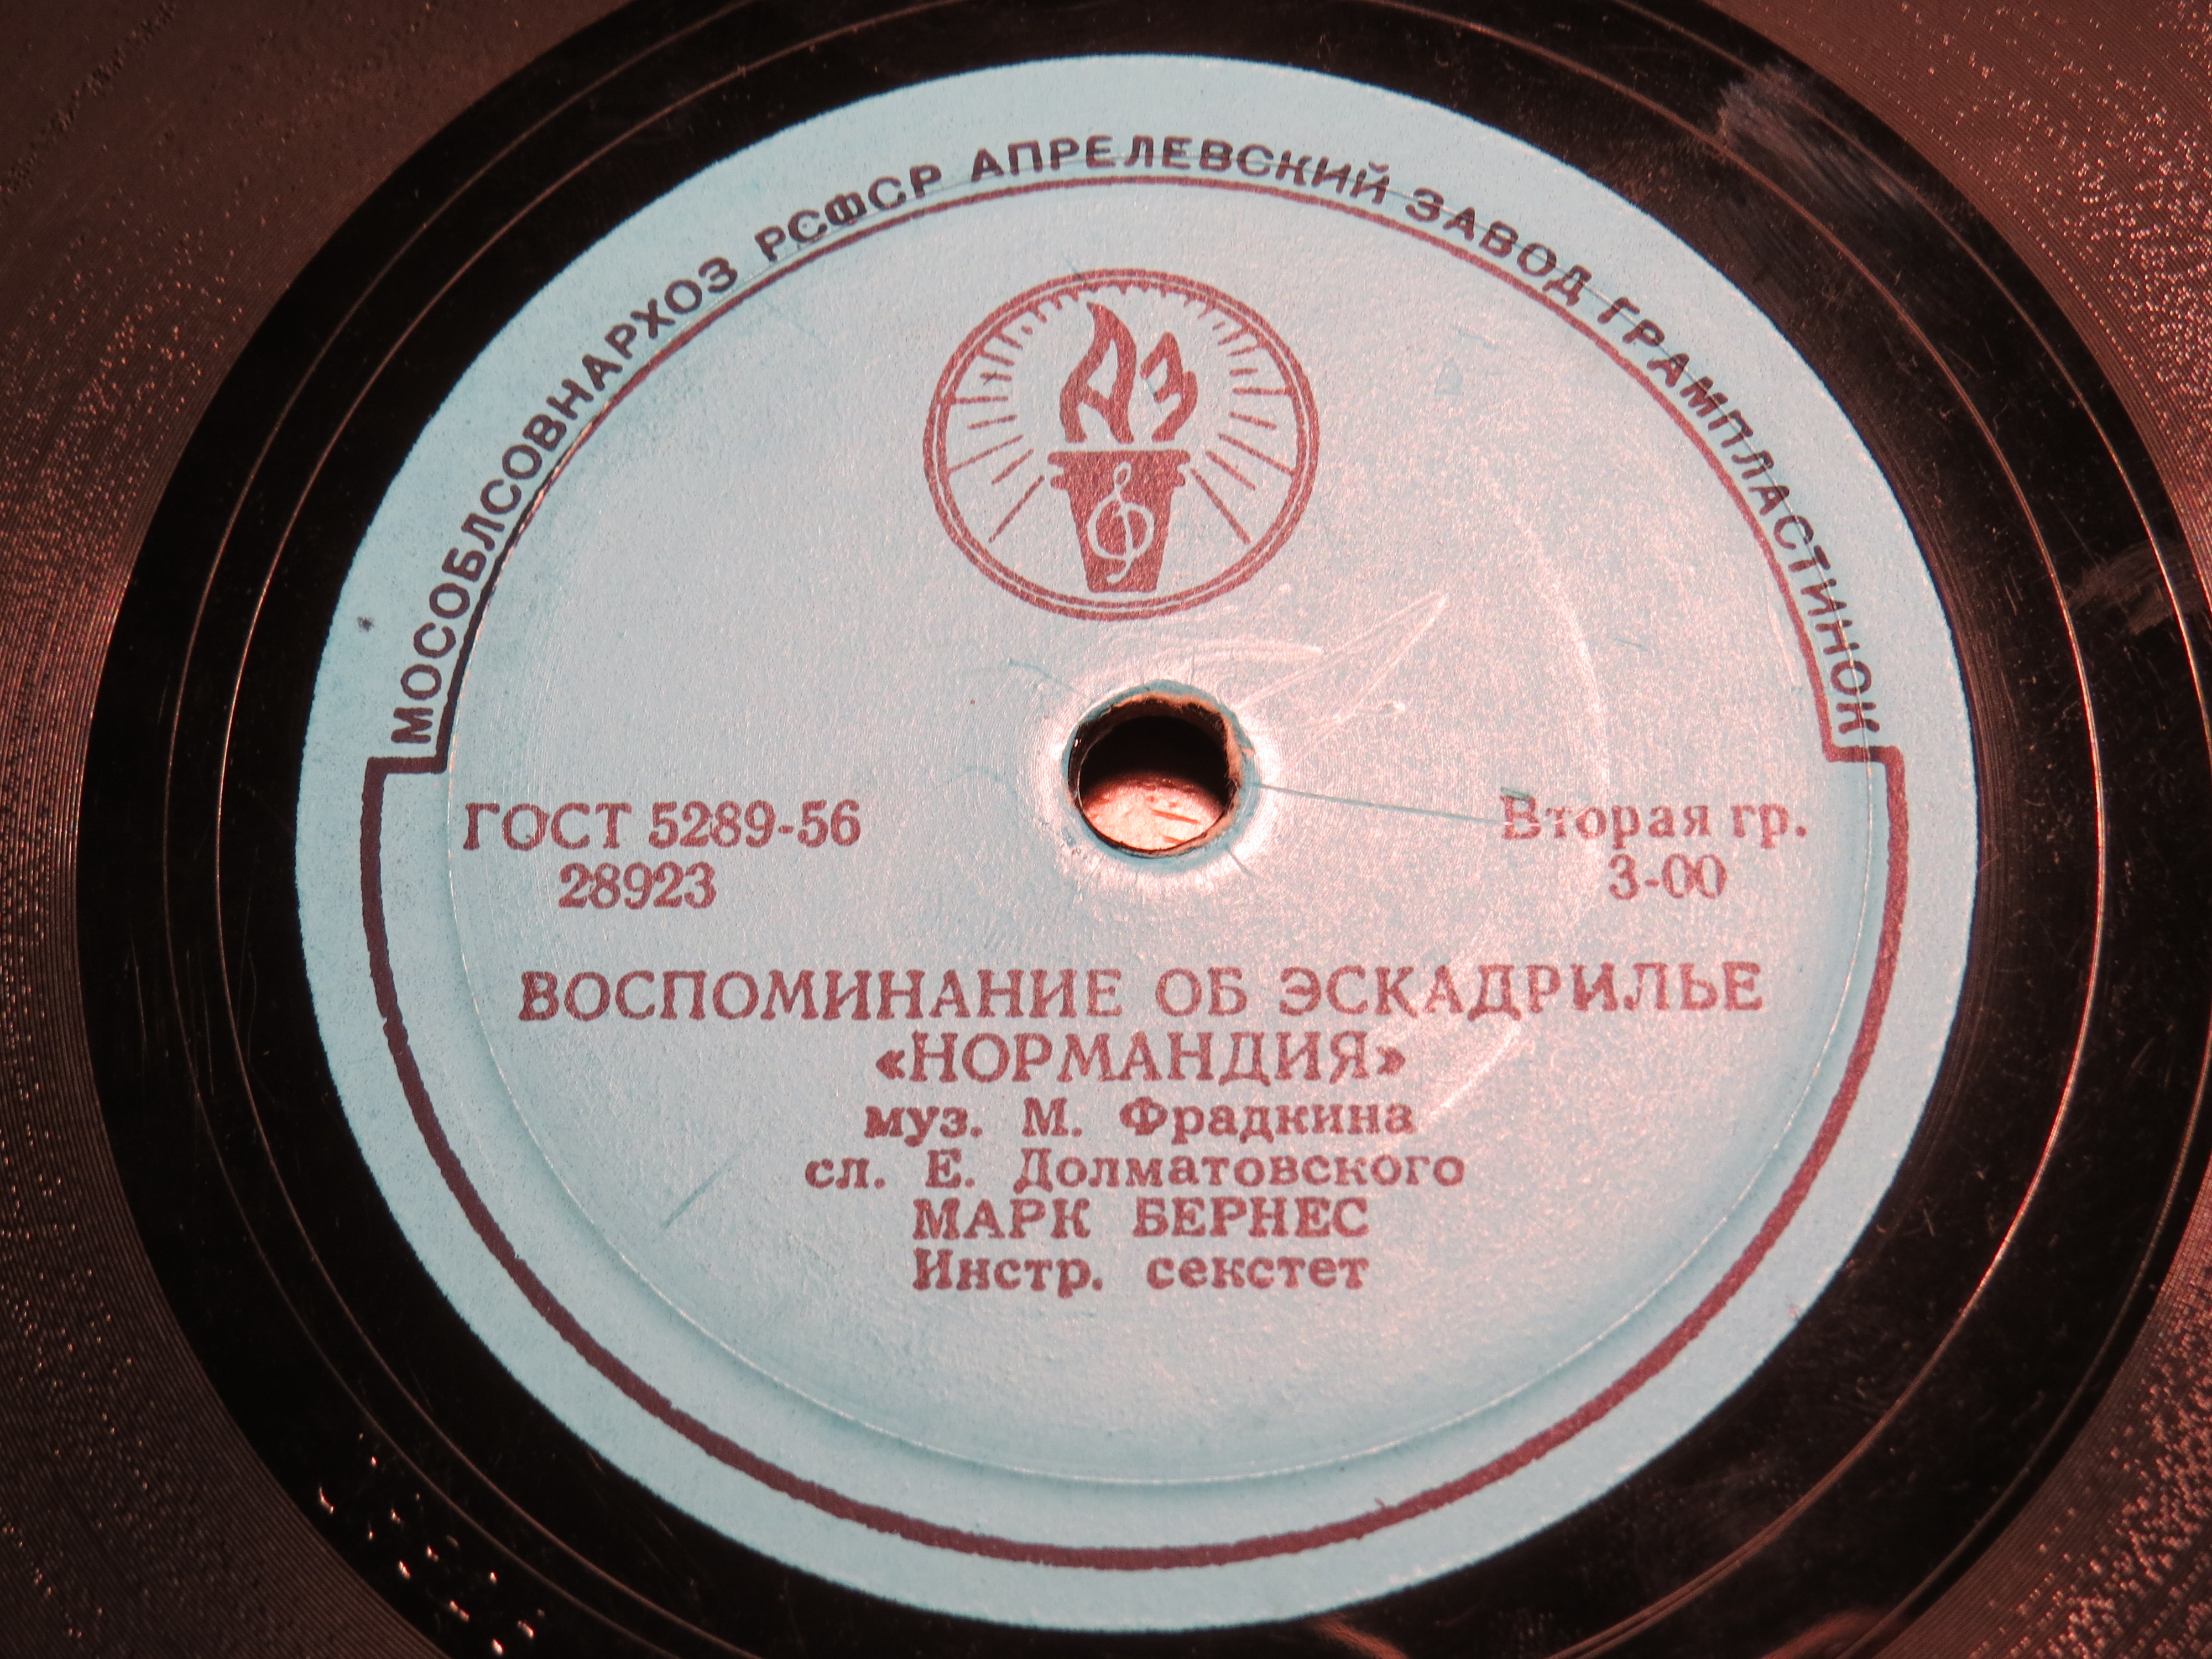 МОСОБЛСОВНАРХОЗ РСФСР АПРЕЛЕВСКИЙ ЗАВОД ГРАМПЛАСТИНОК
АЗ
ГОСТ 5289-56
28923
Вторая гр.
3-00
ВОСПОМИНАНИЕ ОБ ЭСКАДРИЛЬЕ
«НОРМАНДИЯ»
муз. М. Фрадкина
сл. Е. Долматовского
МАРК БЕРНЕС
Инстр. секстет